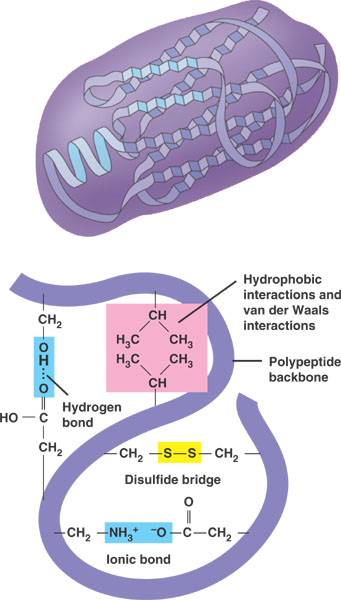 CH
CH₃ CH₃
H₃C
H₃C
CH
Hydrophobic
interactions and
van der Waals
interactions
Polypeptide
backbone
CH₂
O
H
O
HO C
CH₂
Hydrogen
bond
CH₂ S S CH₂
Disulfide bridge
O
CH₂ NH₃⁺ ⁻O C CH₂
Ionic bond